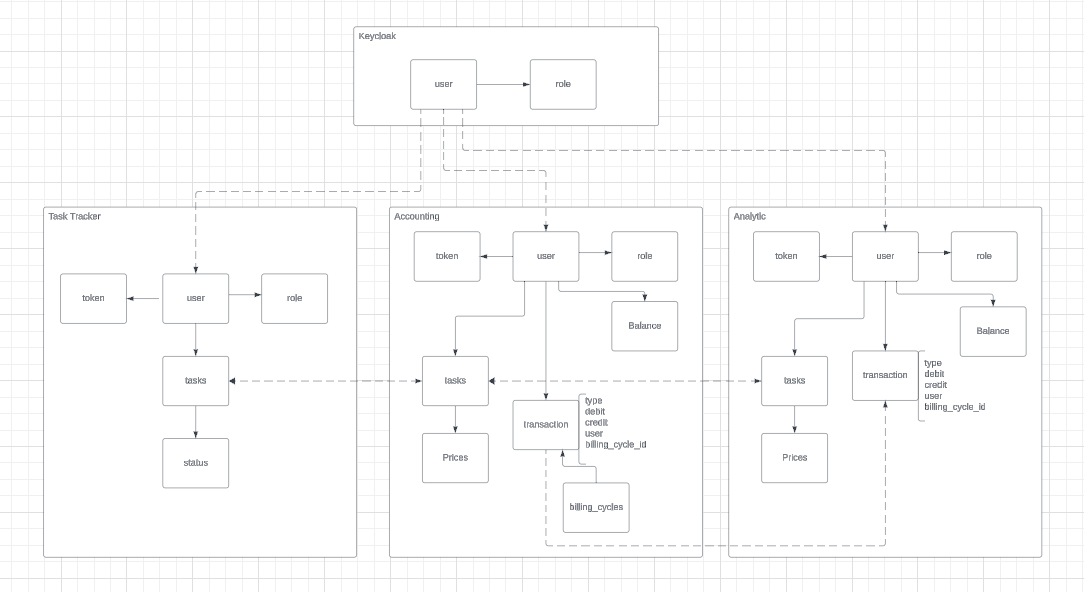 Keycloak
user
role
Task Tracker
token
user
role
tasks
status
Accounting
token
user
role
Balance
tasks
transaction
type
debit
credit
user
billing_cycle_id
Prices
billing_cycles
Analytic
token
user
role
Balance
tasks
transaction
type
debit
credit
user
billing_cycle_id
Prices